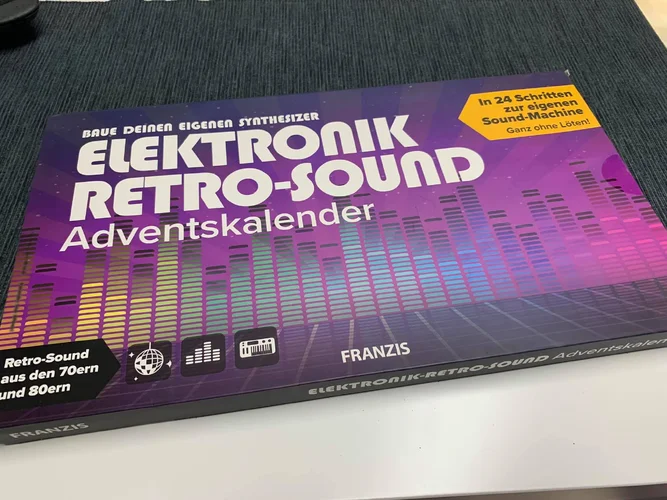 BAUE DEINEN EIGENEN SYNTHESIZER
ELEKTRONIK
RETRO-SOUND
Adventskalender
In 24 Schritten
zur eigenen
Sound-Machine
Ganz ohne Löten!
Retro-Sound
aus den 70ern
und 80ern
FRANZIS
FRANZIS
ELEKTRONIK-RETRO-SOUND Adventskalender